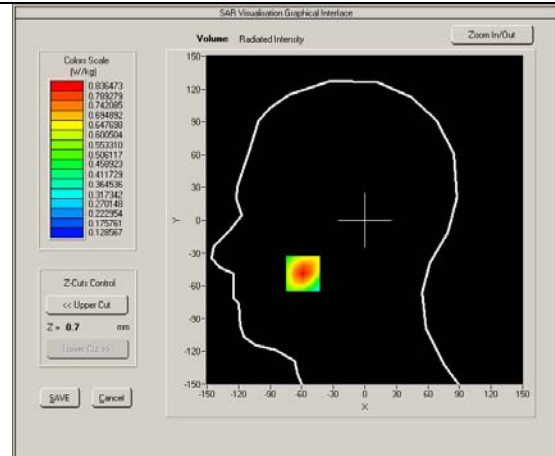 SAR Visualisation Graphical Interface
Volume Radiated Intensity
Zoom In/Out
Colors Scale
(W/kg)
0.836473
0.789279
0.742085
0.694892
0.647698
0.600504
0.553310
0.506117
0.458923
0.411729
0.364536
0.317342
0.270148
0.222954
0.175761
0.128567
Z-Cuts Control
<< Upper Cut
Z = 0.7 mm
Lower Cut >>
SAVE Cancel
150
120
90
60
30
0
-30
-60
-90
-120
-150
Y
-150 -120 -90 -60 -30 0 30 60 90 120 150
X